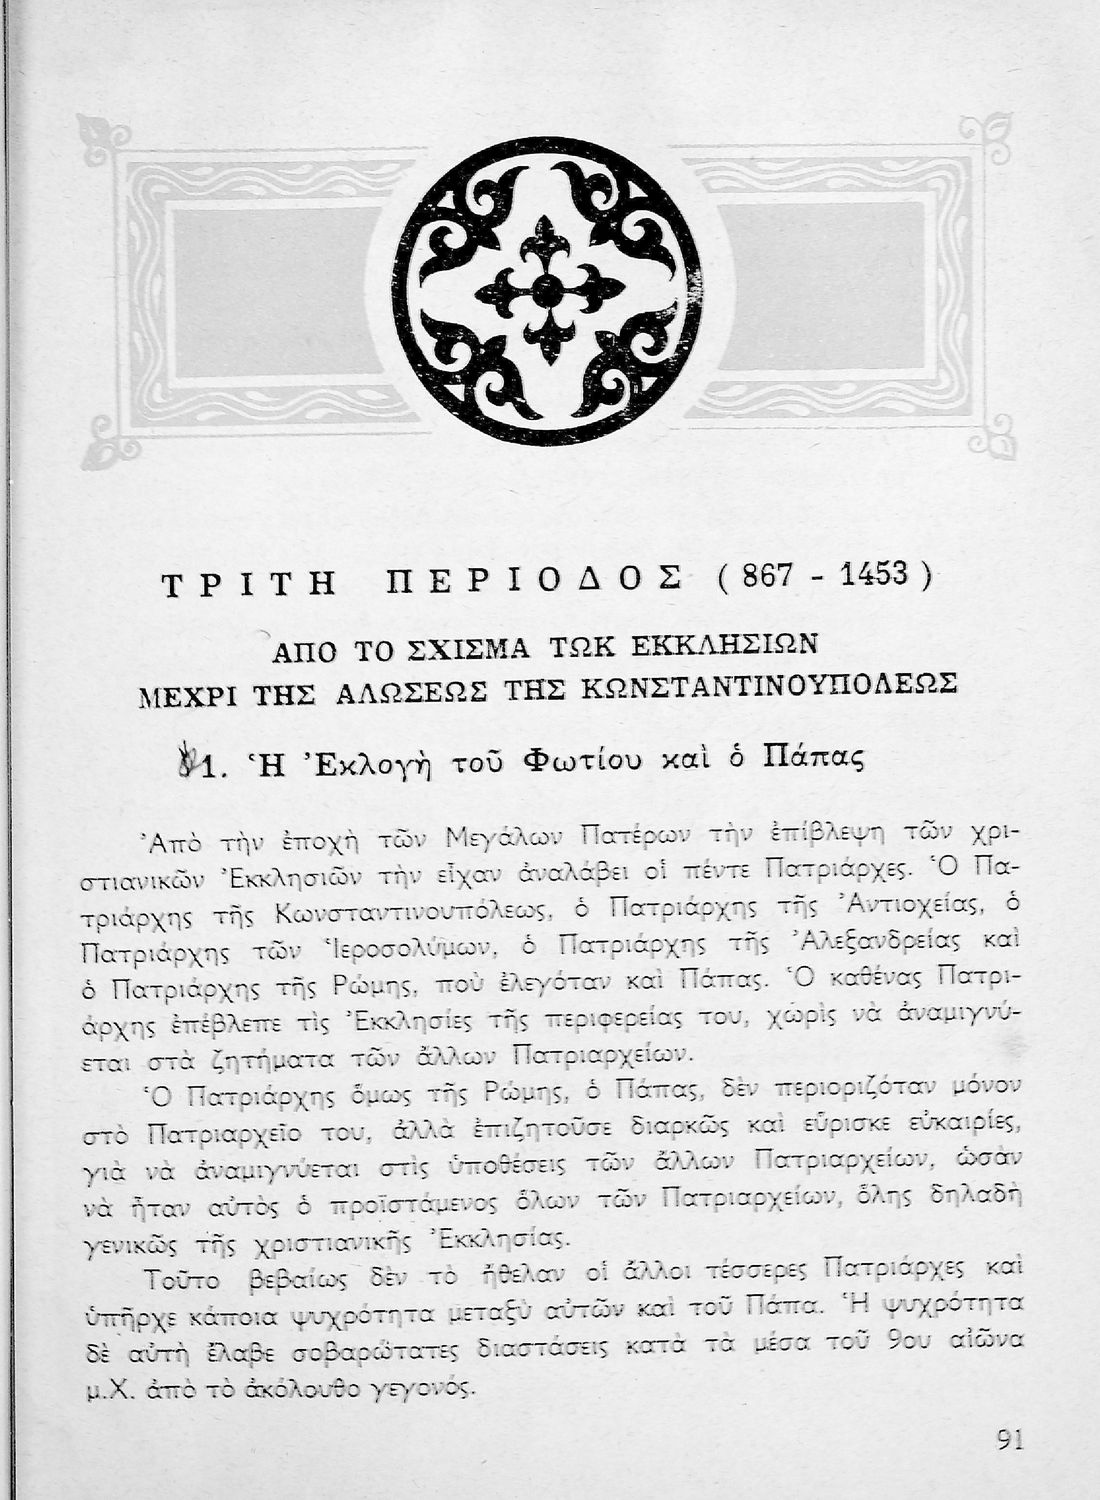 ΤΡΙΤΗ ΠΕΡΙΟΔΟΣ (867 - 1453)
ΑΠΟ ΤΟ ΣΧΙΣΜΑ ΤΩΚ ΕΚΚΛΗΣΙΩΝ
ΜΕΧΡΙ ΤΗΣ ΑΛΩΣΕΩΣ ΤΗΣ ΚΩΝΣΤΑΝΤΙΝΟΥΠΟΛΕΩΣ
1. Ἡ Ἐκλογὴ τοῦ Φωτίου καὶ ὁ Πάπας
Ἀπὸ τὴν ἐποχὴ τῶν Μεγάλων Πατέρων τὴν ἐπίβλεψη τῶν χρι-
στιανικῶν Ἐκκλησιῶν τὴν εἶχαν ἀναλάβει οἱ πέντε Πατριάρχες. Ὁ Πα-
τριάρχης τῆς Κωνσταντινουπόλεως, ὁ Πατριάρχης τῆς Ἀντιοχείας, ὁ
Πατριάρχης τῶν Ἱεροσολύμων, ὁ Πατριάρχης τῆς Ἀλεξανδρείας καὶ
ὁ Πατριάρχης τῆς Ρώμης, ποὺ ἐλεγόταν καὶ Πάπας. Ὁ καθένας Πατρι-
άρχης ἐπέβλεπε τὶς Ἐκκλησίες τῆς περιφερείας του, χωρὶς νὰ ἀναμιγνύ-
εται στὰ ζητήματα τῶν ἄλλων Πατριαρχείων.
Ὁ Πατριάρχης ὅμως τῆς Ρώμης, ὁ Πάπας, δὲν περιοριζόταν μόνον
στὸ Πατριαρχεῖο του, ἀλλὰ ἐπιζητοῦσε διαρκῶς καὶ εὕρισκε εὐκαιρίες,
γιὰ νὰ ἀναμιγνύεται στὶς ὑποθέσεις τῶν ἄλλων Πατριαρχείων, ὡσὰν
νὰ ἦταν αὐτὸς ὁ προϊστάμενος ὅλων τῶν Πατριαρχείων, ὅλης δηλαδὴ
γενικῶς τῆς χριστιανικῆς Ἐκκλησίας.
Τοῦτο βεβαίως δὲν τὸ ἤθελαν οἱ ἄλλοι τέσσερες Πατριάρχες καὶ
ὑπῆρχε κάποια ψυχρότητα μεταξὺ αὐτῶν καὶ τοῦ Πάπα. Ἡ ψυχρότητα
δὲ αὐτὴ ἔλαβε σοβαρώτατες διαστάσεις κατὰ τὰ μέσα τοῦ 9ου αἰῶνα
μ.Χ. ἀπὸ τὸ ἀκόλουθο γεγονός.
91